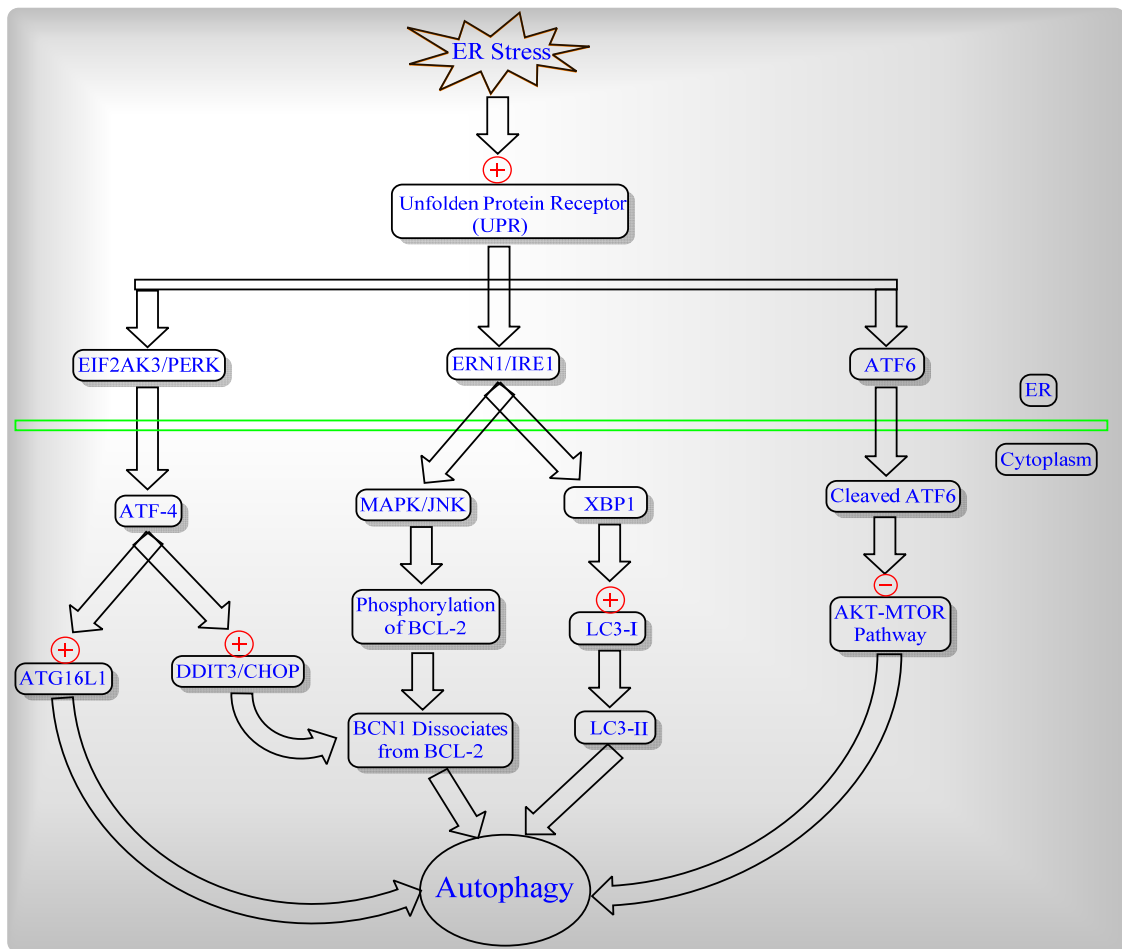 ER Stress
Unfolden Protein Receptor
(UPR)
EIF2AK3/PERK
ERN1/IRE1
ATF6
ER
Cytoplasm
ATF-4
MAPK/JNK
XBP1
Cleaved ATF6
Phosphorylation
of BCL-2
LC3-I
AKT-MTOR
Pathway
ATG16L1
DDIT3/CHOP
BCN1 Dissociates
from BCL-2
LC3-II
Autophagy